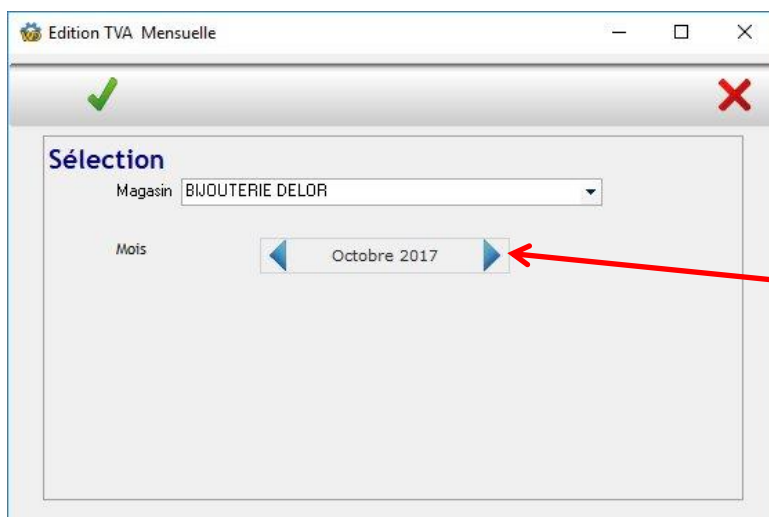 Edition TVA Mensuelle
Sélection
Magasin BIJOUTERIE DELOR
Mois Octobre 2017